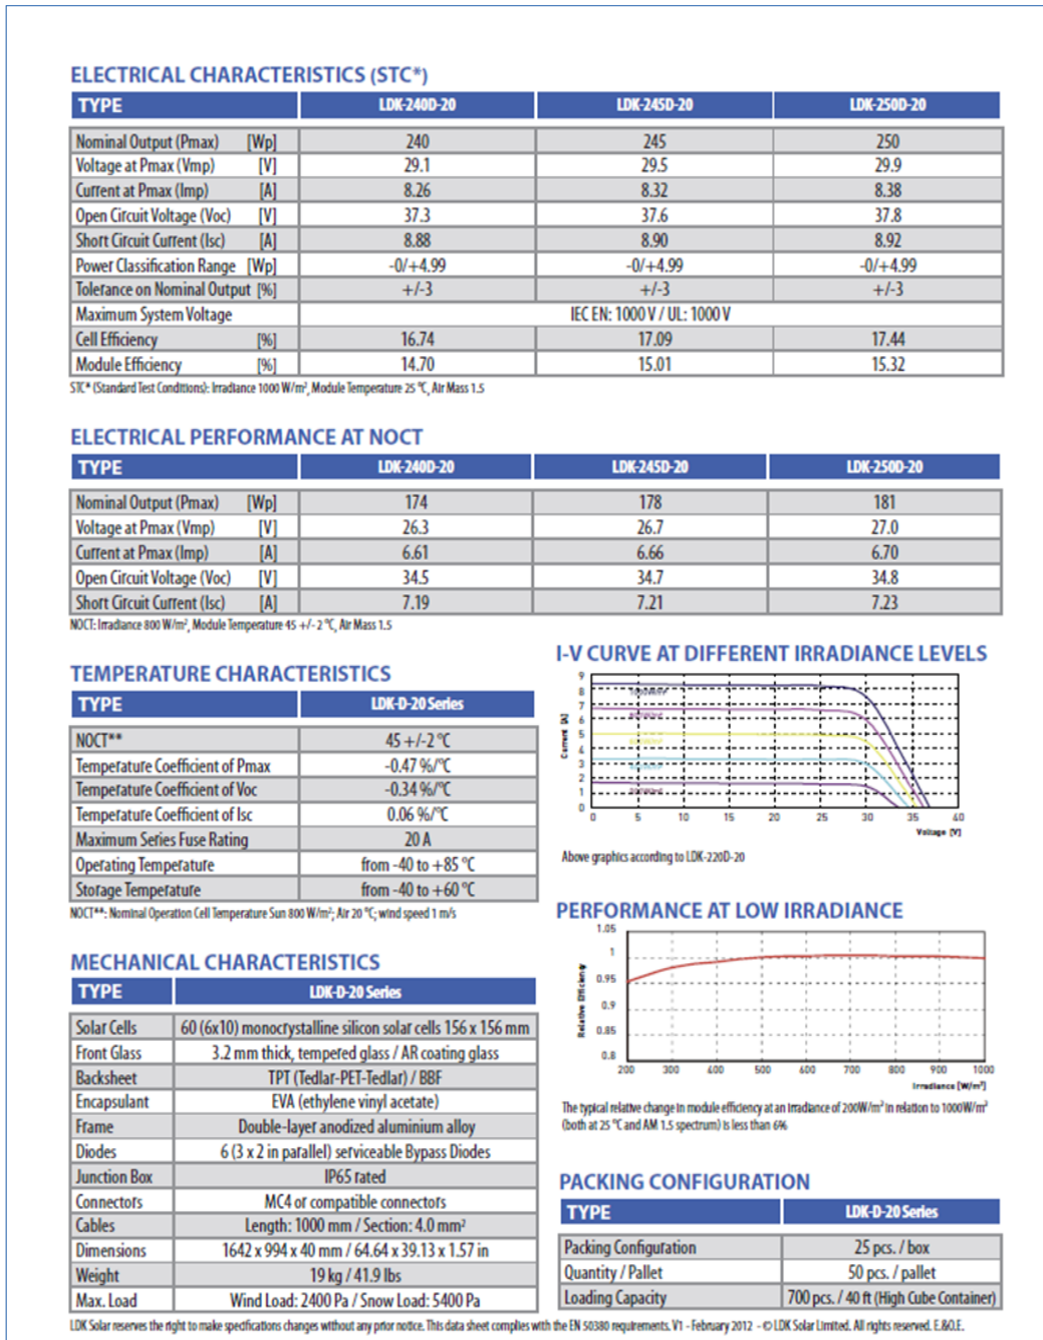 ELECTRICAL CHARACTERISTICS (STC*)
TYPE LDK-240D-20 LDK-245D-20 LDK-250D-20
Nominal Output (Pmax) [Wp] 240 245 250
Voltage at Pmax (Vmp) [V] 29.1 29.5 29.9
Current at Pmax (Imp) [A] 8.26 8.32 8.38
Open Circuit Voltage (Voc) [V] 37.3 37.6 37.8
Short Circuit Current (Isc) [A] 8.88 8.90 8.92
Power Classification Range [Wp] -0/+4.99 -0/+4.99 -0/+4.99
Tolerance on Nominal Output [%] +/-3 +/-3 +/-3
Maximum System Voltage IEC EN: 1000 V / UL: 1000 V
Cell Efficiency [%] 16.74 17.09 17.44
Module Efficiency [%] 14.70 15.01 15.32
STC* (Standard Test Conditions): Irradiance 1000 W/m², Module Temperature 25 °C, Air Mass 1.5
ELECTRICAL PERFORMANCE AT NOCT
TYPE LDK-240D-20 LDK-245D-20 LDK-250D-20
Nominal Output (Pmax) [Wp] 174 178 181
Voltage at Pmax (Vmp) [V] 26.3 26.7 27.0
Current at Pmax (Imp) [A] 6.61 6.66 6.70
Open Circuit Voltage (Voc) [V] 34.5 34.7 34.8
Short Circuit Current (Isc) [A] 7.19 7.21 7.23
NOCT: Irradiance 800 W/m², Module Temperature 45 +/- 2 °C, Air Mass 1.5
TEMPERATURE CHARACTERISTICS
TYPE LDK-D-20 Series
NOCT** 45 +/-2 °C
Temperature Coefficient of Pmax -0.47 %/°C
Temperature Coefficient of Voc -0.34 %/°C
Temperature Coefficient of Isc 0.06 %/°C
Maximum Series Fuse Rating 20 A
Operating Temperature from -40 to +85 °C
Storage Temperature from -40 to +60 °C
NOCT**: Nominal Operation Cell Temperature Sun 800 W/m²; Air 20 °C; wind speed 1 m/s
MECHANICAL CHARACTERISTICS
TYPE LDK-D-20 Series
Solar Cells 60 (6x10) monocrystalline silicon solar cells 156 x 156 mm
Front Glass 3.2 mm thick, tempered glass / AR coating glass
Backsheet TPT (Tedlar-PET-Tedlar) / BBF
Encapsulant EVA (ethylene vinyl acetate)
Frame Double-layer anodized aluminium alloy
Diodes 6 (3 x 2 in parallel) serviceable Bypass Diodes
Junction Box IP65 rated
Connectors MC4 or compatible connectors
Cables Length: 1000 mm / Section: 4.0 mm²
Dimensions 1642 x 994 x 40 mm / 64.64 x 39.13 x 1.57 in
Weight 19 kg / 41.9 lbs
Max. Load Wind Load: 2400 Pa / Snow Load: 5400 Pa
I-V CURVE AT DIFFERENT IRRADIANCE LEVELS
Current [A]
9
8
7
6
5
4
3
2
1
0
0 5 10 15 20 25 30 35 40
Voltage [V]
Above graphics according to LDK-220D-20
PERFORMANCE AT LOW IRRADIANCE
Relative Efficiency
1.05
1
0.95
0.9
0.85
0.8
200 300 400 500 600 700 800 900 1000
Irradiance [W/m²]
The typical relative change in module efficiency at an irradiance of 200W/m² in relation to 1000W/m²
(both at 25 °C and AM 1.5 spectrum) is less than 6%
PACKING CONFIGURATION
TYPE LDK-D-20 Series
Packing Configuration 25 pcs. / box
Quantity / Pallet 50 pcs. / pallet
Loading Capacity 700 pcs. / 40 ft (High Cube Container)
LDK Solar reserves the right to make specifications changes without any prior notice. This data sheet complies with the EN 50380 requirements. V1 - February 2012 - © LDK Solar Limited. All rights reserved. E.&O.E.